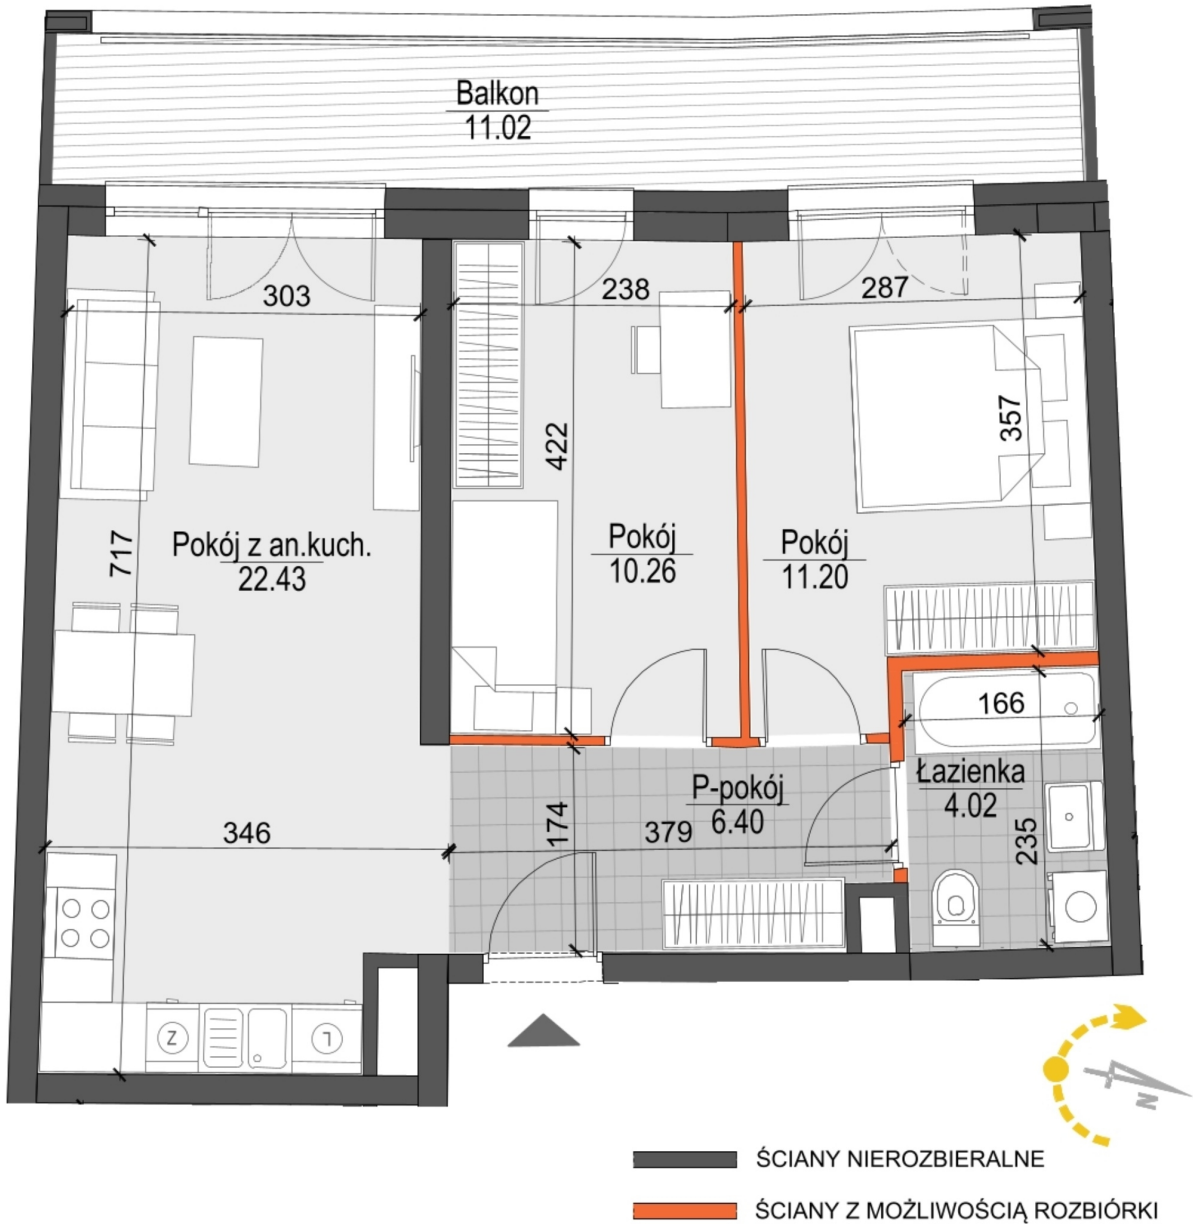 Balkon
11.02
303
238
287
422
357
717
Pokój z an.kuch.
22.43
Pokój
10.26
Pokój
11.20
166
P-pokój
6.40
Łazienka
4.02
346
174
379
235
Z
L
N
ŚCIANY NIEROZBIERALNE
ŚCIANY Z MOŻLIWOŚCIĄ ROZBIÓRKI